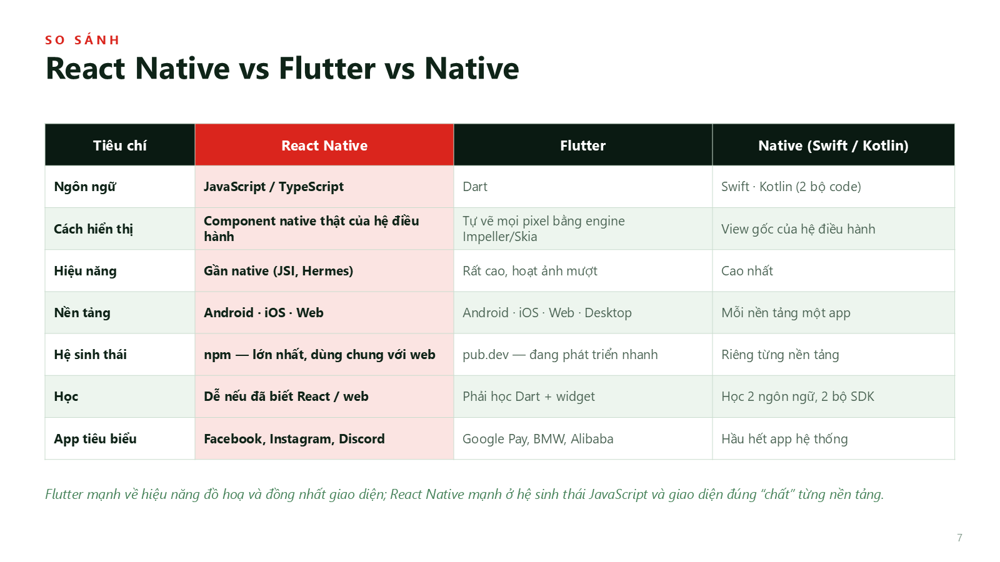 SO SÁNH
React Native vs Flutter vs Native
Tiêu chí
React Native
Flutter
Native (Swift / Kotlin)
Ngôn ngữ
JavaScript / TypeScript
Dart
Swift · Kotlin (2 bộ code)
Cách hiển thị
Component native thật của hệ điều
hành
Tự vẽ mọi pixel bằng engine
Impeller/Skia
View gốc của hệ điều hành
Hiệu năng
Gần native (JSI, Hermes)
Rất cao, hoạt ảnh mượt
Cao nhất
Nền tảng
Android · iOS · Web
Android · iOS · Web · Desktop
Mỗi nền tảng một app
Hệ sinh thái
npm — lớn nhất, dùng chung với web
pub.dev — đang phát triển nhanh
Riêng từng nền tảng
Học
Dễ nếu đã biết React / web
Phải học Dart + widget
Học 2 ngôn ngữ, 2 bộ SDK
App tiêu biểu
Facebook, Instagram, Discord
Google Pay, BMW, Alibaba
Hầu hết app hệ thống
Flutter mạnh về hiệu năng đồ hoạ và đồng nhất giao diện; React Native mạnh ở hệ sinh thái JavaScript và giao diện đúng “chất” từng nền tảng.
7